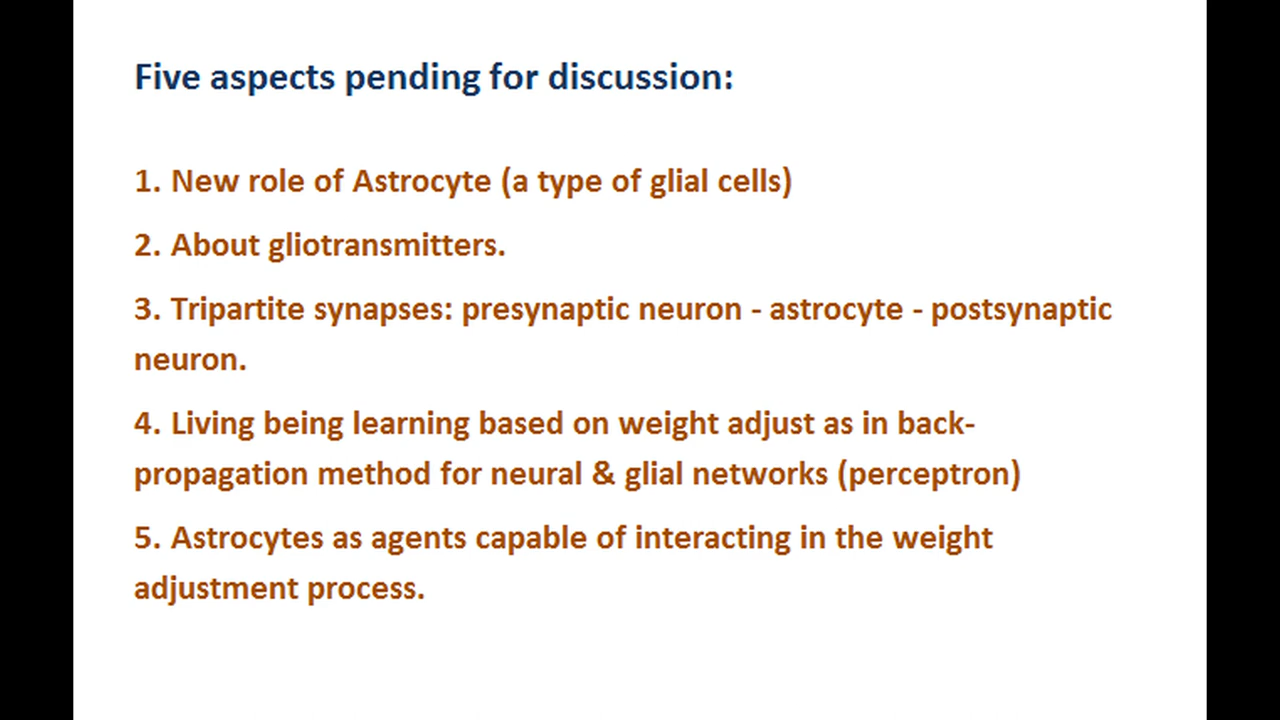 Five aspects pending for discussion:
1. New role of Astrocyte (a type of glial cells)
2. About gliotransmitters.
3. Tripartite synapses: presynaptic neuron - astrocyte - postsynaptic
neuron.
4. Living being learning based on weight adjust as in back-
propagation method for neural & glial networks (perceptron)
5. Astrocytes as agents capable of interacting in the weight
adjustment process.